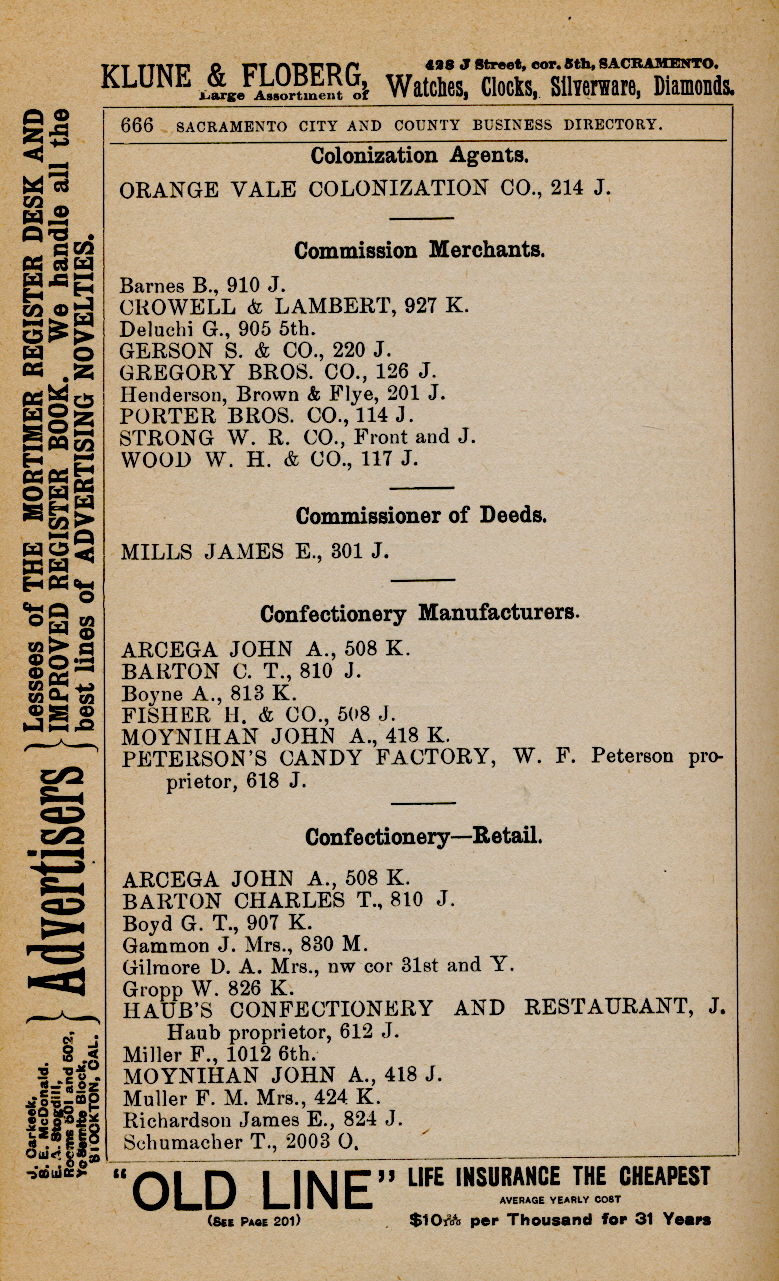 KLUNE & FLOBERG, 428 J Street, cor. 5th, SACRAMENTO.
Large Assortment of Watches, Clocks, Silverware, Diamonds.
666 SACRAMENTO CITY AND COUNTY BUSINESS DIRECTORY.
Colonization Agents.
ORANGE VALE COLONIZATION CO., 214 J.
Commission Merchants.
Barnes B., 910 J.
CROWELL & LAMBERT, 927 K.
Deluchi G., 905 5th.
GERSON S. & CO., 220 J.
GREGORY BROS. CO., 126 J.
Henderson, Brown & Flye, 201 J.
PORTER BROS. CO., 114 J.
STRONG W. R. CO., Front and J.
WOOD W. H. & CO., 117 J.
Commissioner of Deeds.
MILLS JAMES E., 301 J.
Confectionery Manufacturers.
ARCEGA JOHN A., 508 K.
BARTON C. T., 810 J.
Boyne A., 813 K.
FISHER H. & CO., 508 J.
MOYNIHAN JOHN A., 418 K.
PETERSON'S CANDY FACTORY, W. F. Peterson pro-
prietor, 618 J.
Confectionery—Retail.
ARCEGA JOHN A., 508 K.
BARTON CHARLES T., 810 J.
Boyd G. T., 907 K.
Gammon J. Mrs., 830 M.
Gilmore D. A. Mrs., nw cor 31st and Y.
Gropp W. 826 K.
HAUB'S CONFECTIONERY AND RESTAURANT, J.
Haub proprietor, 612 J.
Miller F., 1012 6th.
MOYNIHAN JOHN A., 418 J.
Muller F. M. Mrs., 424 K.
Richardson James E., 824 J.
Schumacher T., 2003 O.
J. Carkeek,
S. E. McDonald.
E. A. Stogdill,
Rooms 501 and 502,
Yo Semite Block,
STOCKTON, CAL.
Advertisers
Lessees of THE MORTIMER REGISTER DESK AND
IMPROVED REGISTER BOOK. We handle all the
best lines of ADVERTISING NOVELTIES.
"OLD LINE" LIFE INSURANCE THE CHEAPEST
AVERAGE YEARLY COST
(SEE PAGE 201) per Thousand for 31 Years